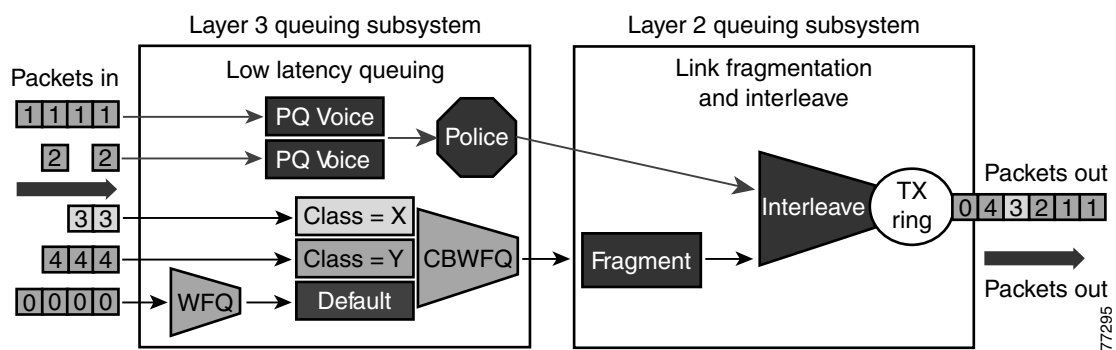 Layer 3 queuing subsystem
Layer 2 queuing subsystem
Packets in
Low latency queuing
Link fragmentation
and interleave
1 1 1 1
PQ Voice
Police
2 2
PQ Voice
3 3
Class = X
4 4 4
Class = Y
CBWFQ
0 0 0 0
WFQ
Default
Fragment
Interleave
TX
ring
Packets out
0 4 3 2 1 1
Packets out
77295